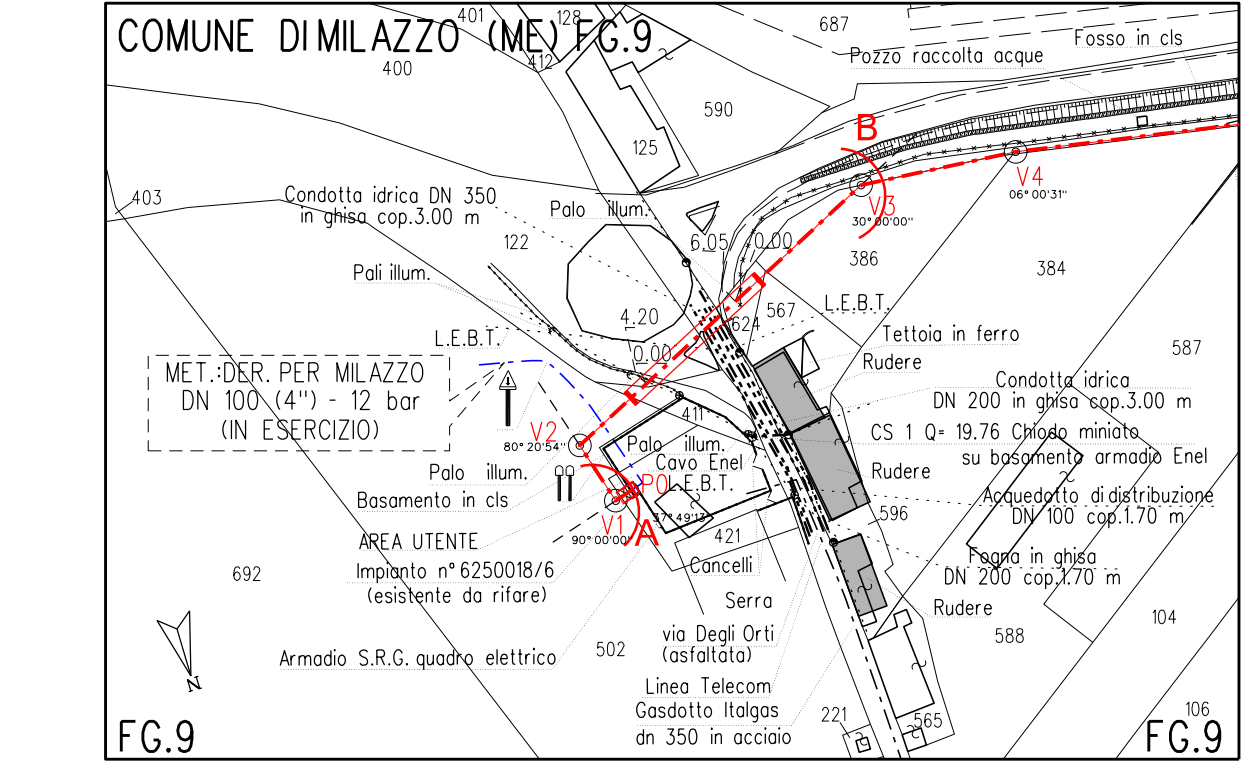 COMUNE DI MILAZZO (ME) FG.9
401
128
412
400
687
Fosso in cls
Pozzo raccolta acque
590
125
B
403
Condotta idrica DN 350
in ghisa cop.3.00 m
Palo illum.
V4
06°00'31"
V3
30°00'00"
122
6.05
0.00
386
384
Pali illum.
L.E.B.T.
567
4.20
624
L.E.B.T.
Tettoia in ferro
Rudere
587
0.00
MET.:DER. PER MILAZZO
DN 100 (4") - 12 bar
(IN ESERCIZIO)
Condotta idrica
DN 200 in ghisa cop.3.00 m
411
V2
80°20'54"
Palo illum.
CS 1 Q= 19.76 Chiodo miniato
su basamento armadio Enel
Cavo Enel
L.E.B.T.
Palo illum.
Rudere
P0
Basamento in cls
Acquedotto di distribuzione
DN 100 cop.1.70 m
37°49'13"
V1
90°00'00"
A
596
AREA UTENTE
421
Impianto n°6250018/6
(esistente da rifare)
Cancelli
Fogna in ghisa
DN 200 cop.1.70 m
692
Serra
Rudere
104
via Degli Orti
(asfaltata)
588
502
Armadio S.R.G. quadro elettrico
N
Linea Telecom
Gasdotto Italgas
dn 350 in acciaio
221
565
106
FG.9
FG.9